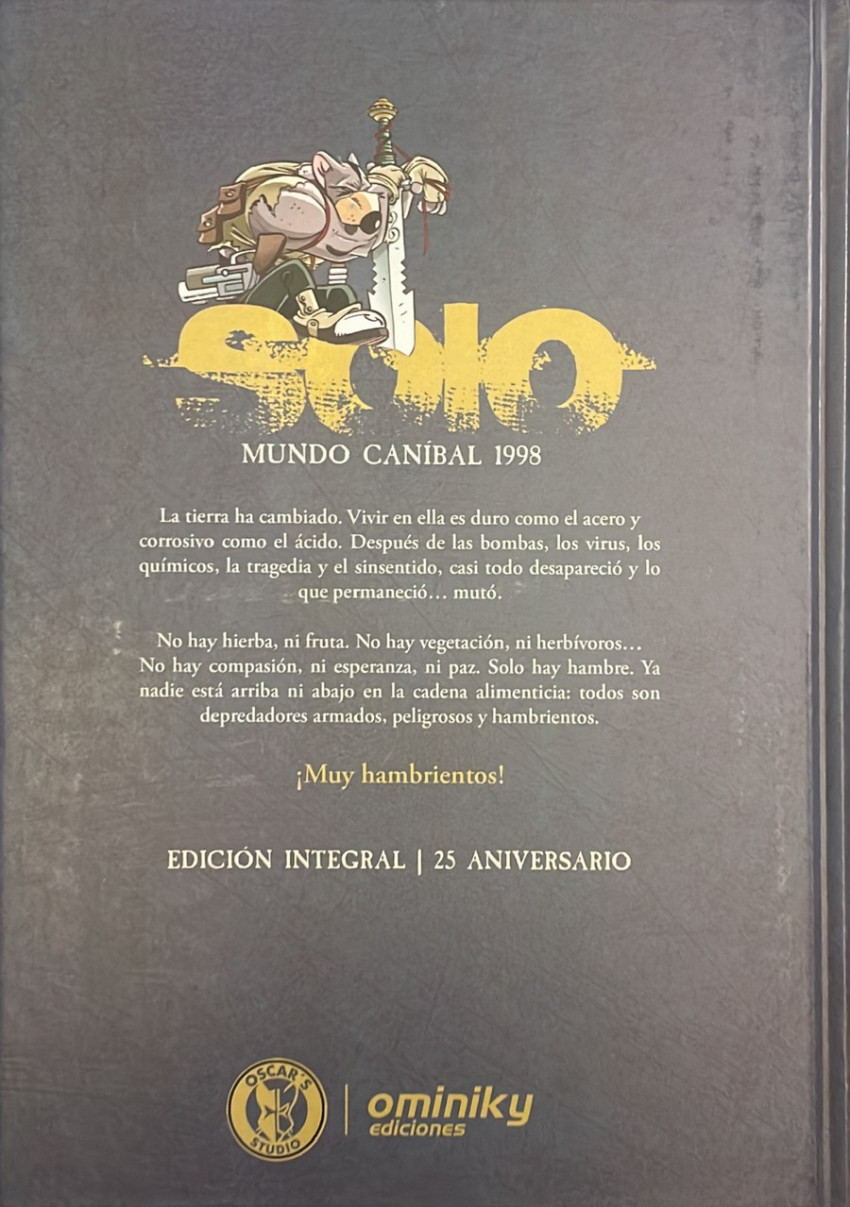 SOLO
MUNDO CANÍBAL 1998
La tierra ha cambiado. Vivir en ella es duro como el acero y
corrosivo como el ácido. Después de las bombas, los virus, los
químicos, la tragedia y el sinsentido, casi todo desapareció y lo
que permaneció... mutó.
No hay hierba, ni fruta. No hay vegetación, ni herbívoros...
No hay compasión, ni esperanza, ni paz. Solo hay hambre. Ya
nadie está arriba ni abajo en la cadena alimenticia: todos son
depredadores armados, peligrosos y hambrientos.
¡Muy hambrientos!
EDICIÓN INTEGRAL | 25 ANIVERSARIO
OSCAR´S
STUDIO
ominiky
ediciones